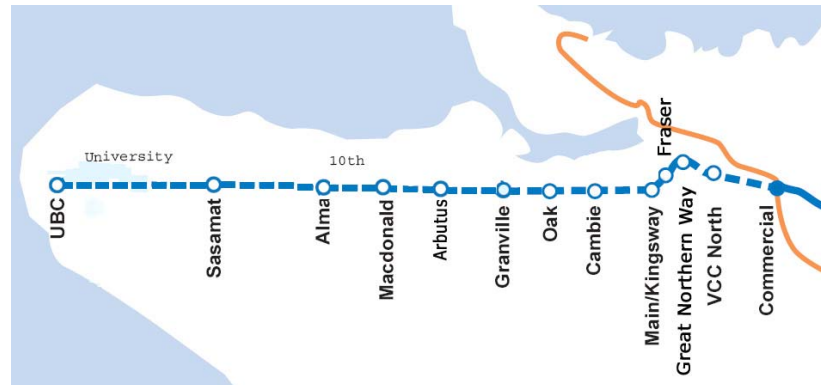 University
10th
Fraser
UBC
Sasamat
Alma
Macdonald
Arbutus
Granville
Oak
Cambie
Main/Kingsway
Great Northern Way
VCC North
Commercial